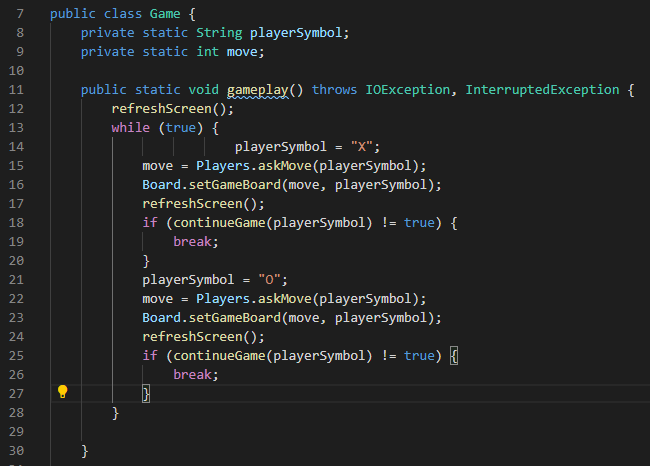 7 public class Game {
8 private static String playerSymbol;
9 private static int move;
10
11 public static void gameplay() throws IOException, InterruptedException {
12 refreshScreen();
13 while (true) {
14 playerSymbol = "X";
15 move = Players.askMove(playerSymbol);
16 Board.setGameBoard(move, playerSymbol);
17 refreshScreen();
18 if (continueGame(playerSymbol) != true) {
19 break;
20 }
21 playerSymbol = "O";
22 move = Players.askMove(playerSymbol);
23 Board.setGameBoard(move, playerSymbol);
24 refreshScreen();
25 if (continueGame(playerSymbol) != true) {
26 break;
27 }
28 }
29
30 }